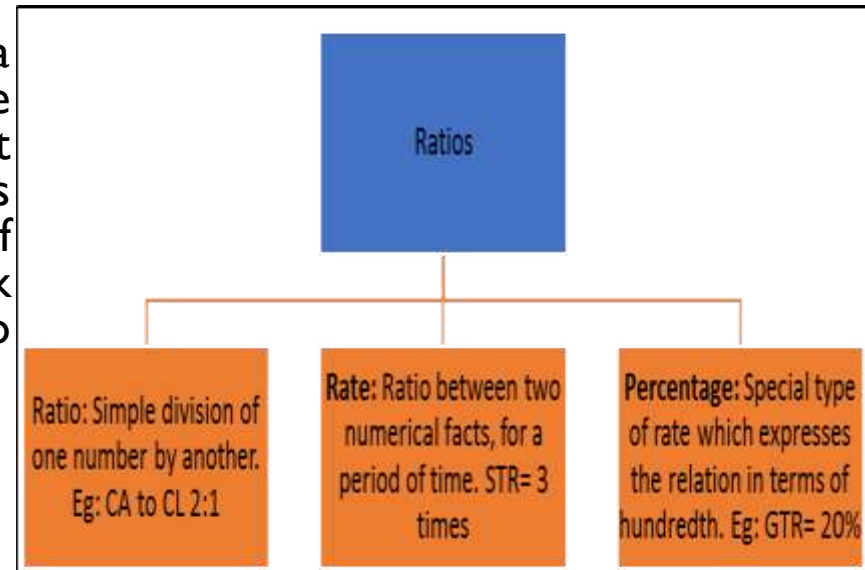 a
e
t
s
f
k
o
Ratios
Ratio: Simple division of
one number by another.
Eg: CA to CL 2:1
Rate: Ratio between two
numerical facts, for a
period of time. STR= 3
times
Percentage: Special type
of rate which expresses
the relation in terms of
hundredth. Eg: GTR= 20%